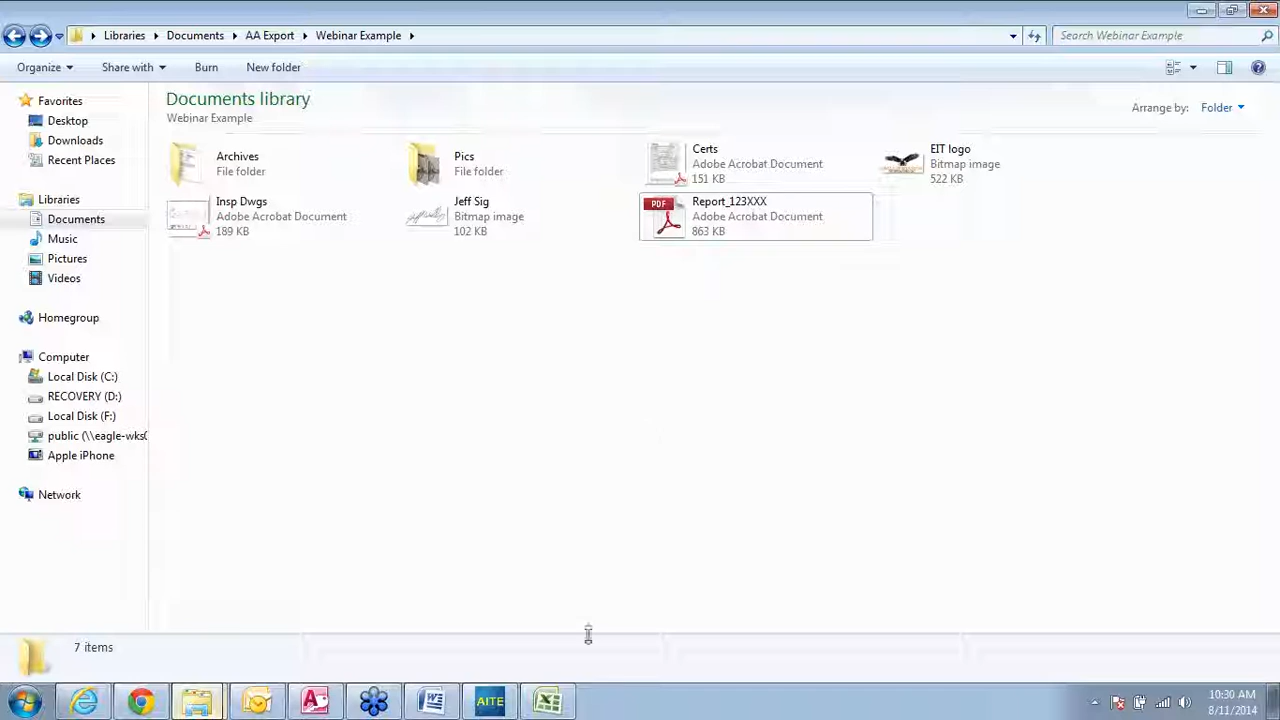 Libraries Documents AA Export Webinar Example
Search Webinar Example
Organize Share with Burn New folder
Documents library
Webinar Example
Arrange by: Folder
Favorites
Desktop
Downloads
Recent Places
Libraries
Documents
Music
Pictures
Videos
Homegroup
Computer
Local Disk (C:)
RECOVERY (D:)
Local Disk (F:)
public (\\eagle-wks
Apple iPhone
Network
Archives
File folder
Pics
File folder
Certs
Adobe Acrobat Document
151 KB
EIT logo
Bitmap image
522 KB
Insp Dwgs
Adobe Acrobat Document
189 KB
Jeff Sig
Bitmap image
102 KB
PDF
Report_123XXX
Adobe Acrobat Document
863 KB
7 items
AITE
10:30 AM
8/11/2014